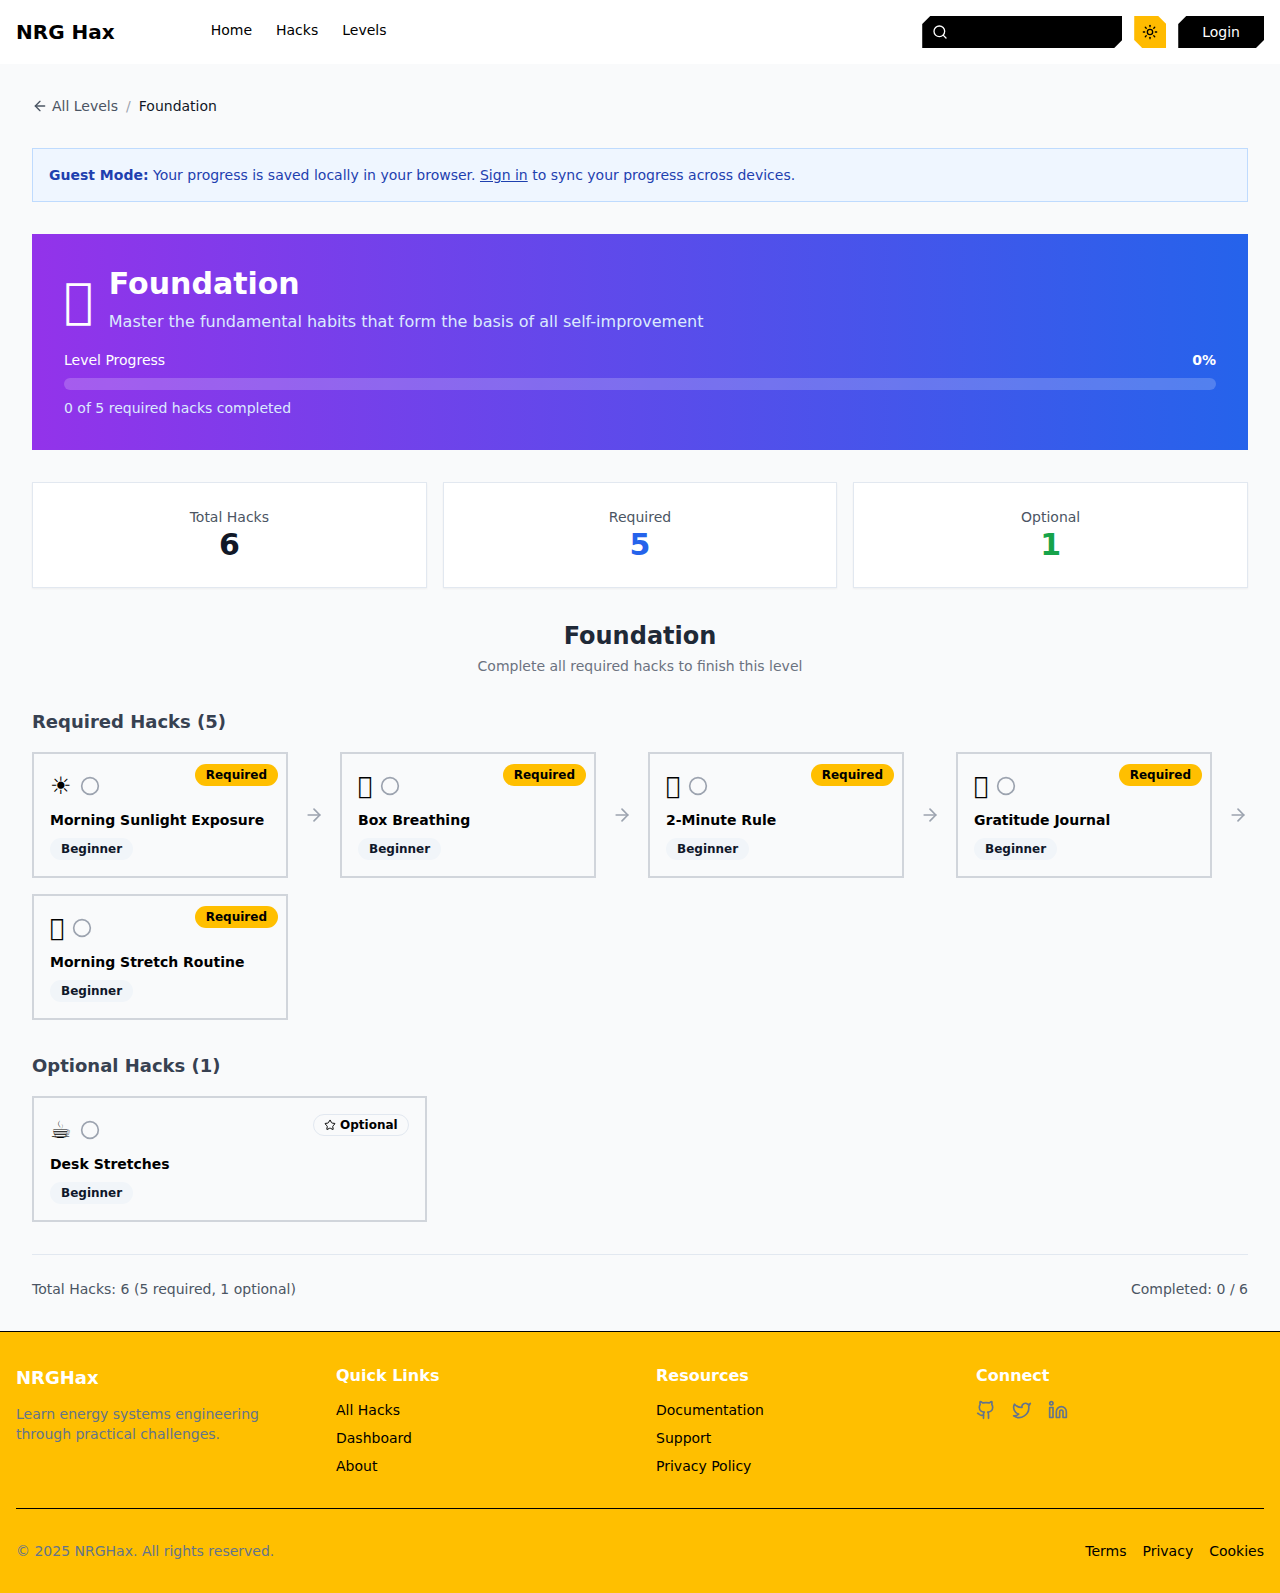 NRG Hax
Home Hacks Levels
Login
All Levels / Foundation
Guest Mode: Your progress is saved locally in your browser. Sign in to sync your progress across devices.
Foundation
Master the fundamental habits that form the basis of all self-improvement
Level Progress 0%
0 of 5 required hacks completed
Total Hacks
6
Required
5
Optional
1
Foundation
Complete all required hacks to finish this level
Required Hacks (5)
Required
Morning Sunlight Exposure
Beginner
Required
Box Breathing
Beginner
Required
2-Minute Rule
Beginner
Required
Gratitude Journal
Beginner
Required
Morning Stretch Routine
Beginner
Optional Hacks (1)
Optional
Desk Stretches
Beginner
Total Hacks: 6 (5 required, 1 optional)
Completed: 0 / 6
NRGHax
Learn energy systems engineering
through practical challenges.
Quick Links
All Hacks
Dashboard
About
Resources
Documentation
Support
Privacy Policy
Connect
© 2025 NRGHax. All rights reserved.
Terms Privacy Cookies